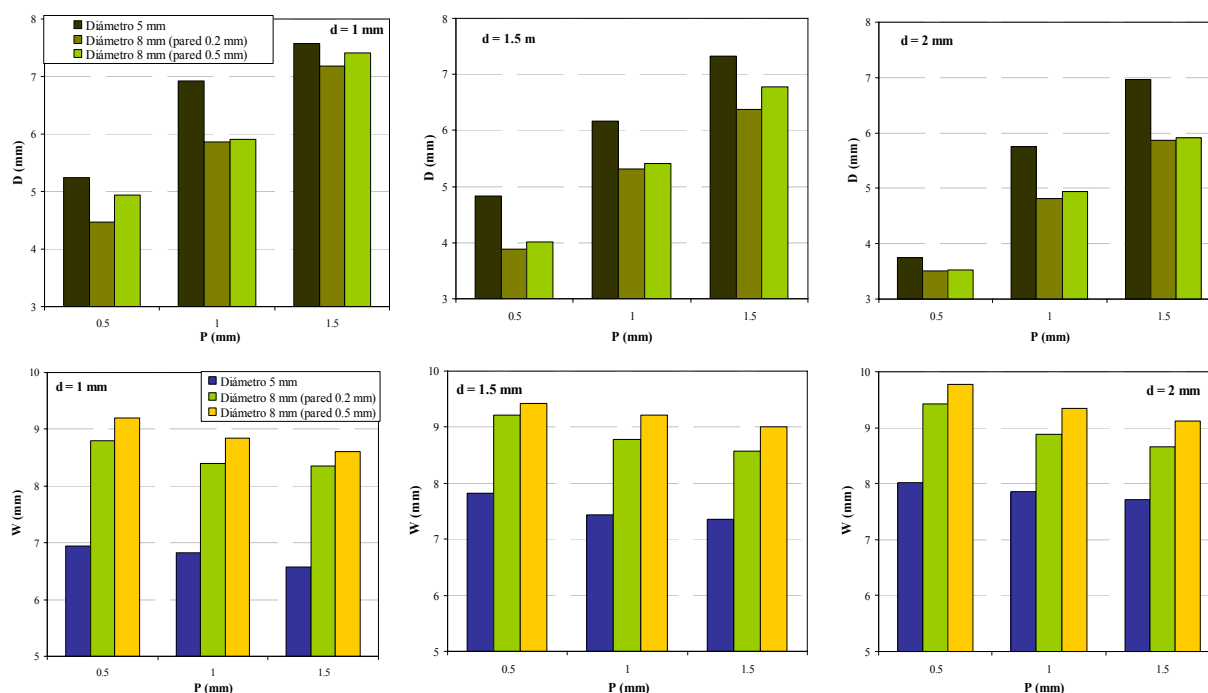 8
7
6
5
4
3
D (mm)
Diámetro 5 mm
Diámetro 8 mm (pared 0.2 mm)
Diámetro 8 mm (pared 0.5 mm)
d = 1 mm
0.5 1 1.5
P (mm)
8
7
6
5
4
3
D (mm)
d = 1.5 m
0.5 1 1.5
P (mm)
8
7
6
5
4
3
D (mm)
d = 2 mm
0.5 1 1.5
P (mm)
10
9
8
7
6
5
W (mm)
d = 1 mm
Diámetro 5 mm
Diámetro 8 mm (pared 0.2 mm)
Diámetro 8 mm (pared 0.5 mm)
0.5 1 1.5
P (mm)
10
9
8
7
6
5
W (mm)
d = 1.5 mm
0.5 1 1.5
P (mm)
10
9
8
7
6
5
W (mm)
d = 2 mm
0.5 1 1.5
P (mm)